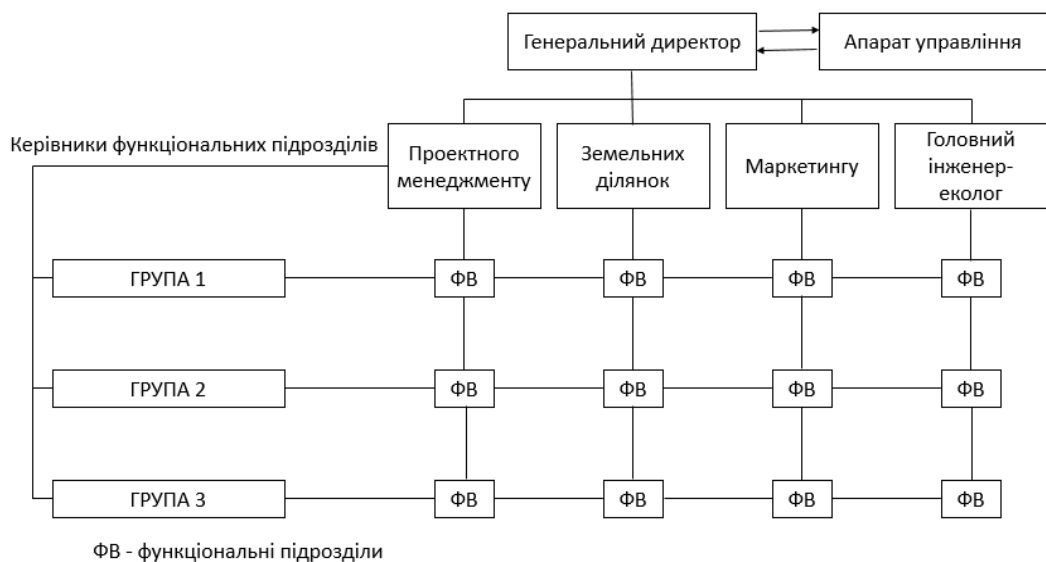 Генеральний директор
Апарат управління
Керівники функціональних підрозділів
Проектного
менеджменту
Земельних
ділянок
Маркетингу
Головний
інженер-
еколог
ГРУПА 1
ФВ
ФВ
ФВ
ФВ
ГРУПА 2
ФВ
ФВ
ФВ
ФВ
ГРУПА 3
ФВ
ФВ
ФВ
ФВ
ФВ - функціональні підрозділи